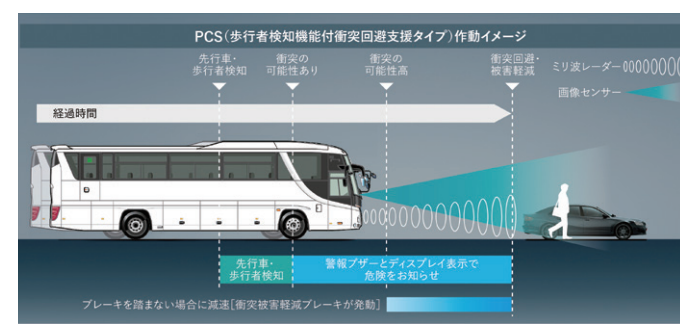 PCS(歩行者検知機能付衝突回避支援タイプ)作動イメージ
先行車・
歩行者検知
衝突の
可能性あり
衝突の
可能性高
衝突回避・
被害軽減
ミリ波レーダー
画像センサー
経過時間
先行車・
歩行者検知
警報ブザーとディスプレイ表示で
危険をお知らせ
ブレーキを踏まない場合に減速[衝突被害軽減ブレーキが発動]